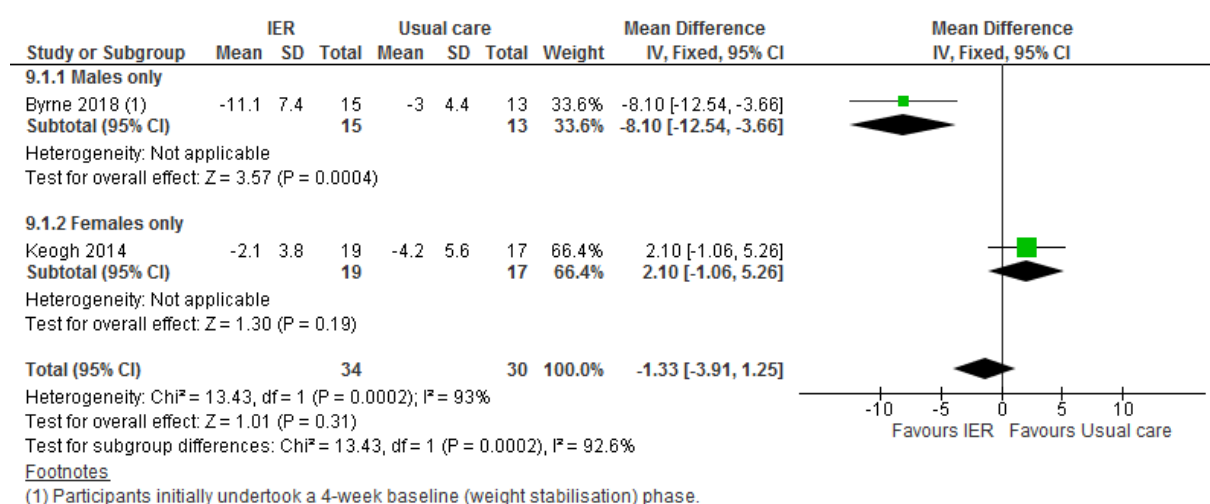 IER Usual care Mean Difference Mean Difference
Study or Subgroup Mean SD Total Mean SD Total Weight IV, Fixed, 95% CI IV, Fixed, 95% CI
9.1.1 Males only
Byrne 2018 (1) -11.1 7.4 15 -3 4.4 13 33.6% -8.10 [-12.54, -3.66]
Subtotal (95% CI) 15 13 33.6% -8.10 [-12.54, -3.66]
Heterogeneity: Not applicable
Test for overall effect: Z = 3.57 (P = 0.0004)
9.1.2 Females only
Keogh 2014 -2.1 3.8 19 -4.2 5.6 17 66.4% 2.10 [-1.06, 5.26]
Subtotal (95% CI) 19 17 66.4% 2.10 [-1.06, 5.26]
Heterogeneity: Not applicable
Test for overall effect: Z = 1.30 (P = 0.19)
Total (95% CI) 34 30 100.0% -1.33 [-3.91, 1.25]
Heterogeneity: Chi² = 13.43, df = 1 (P = 0.0002); I² = 93%
Test for overall effect: Z = 1.01 (P = 0.31)
Test for subgroup differences: Chi² = 13.43, df = 1 (P = 0.0002), I² = 92.6%
-10 -5 0 5 10
Favours IER Favours Usual care
Footnotes
(1) Participants initially undertook a 4-week baseline (weight stabilisation) phase.